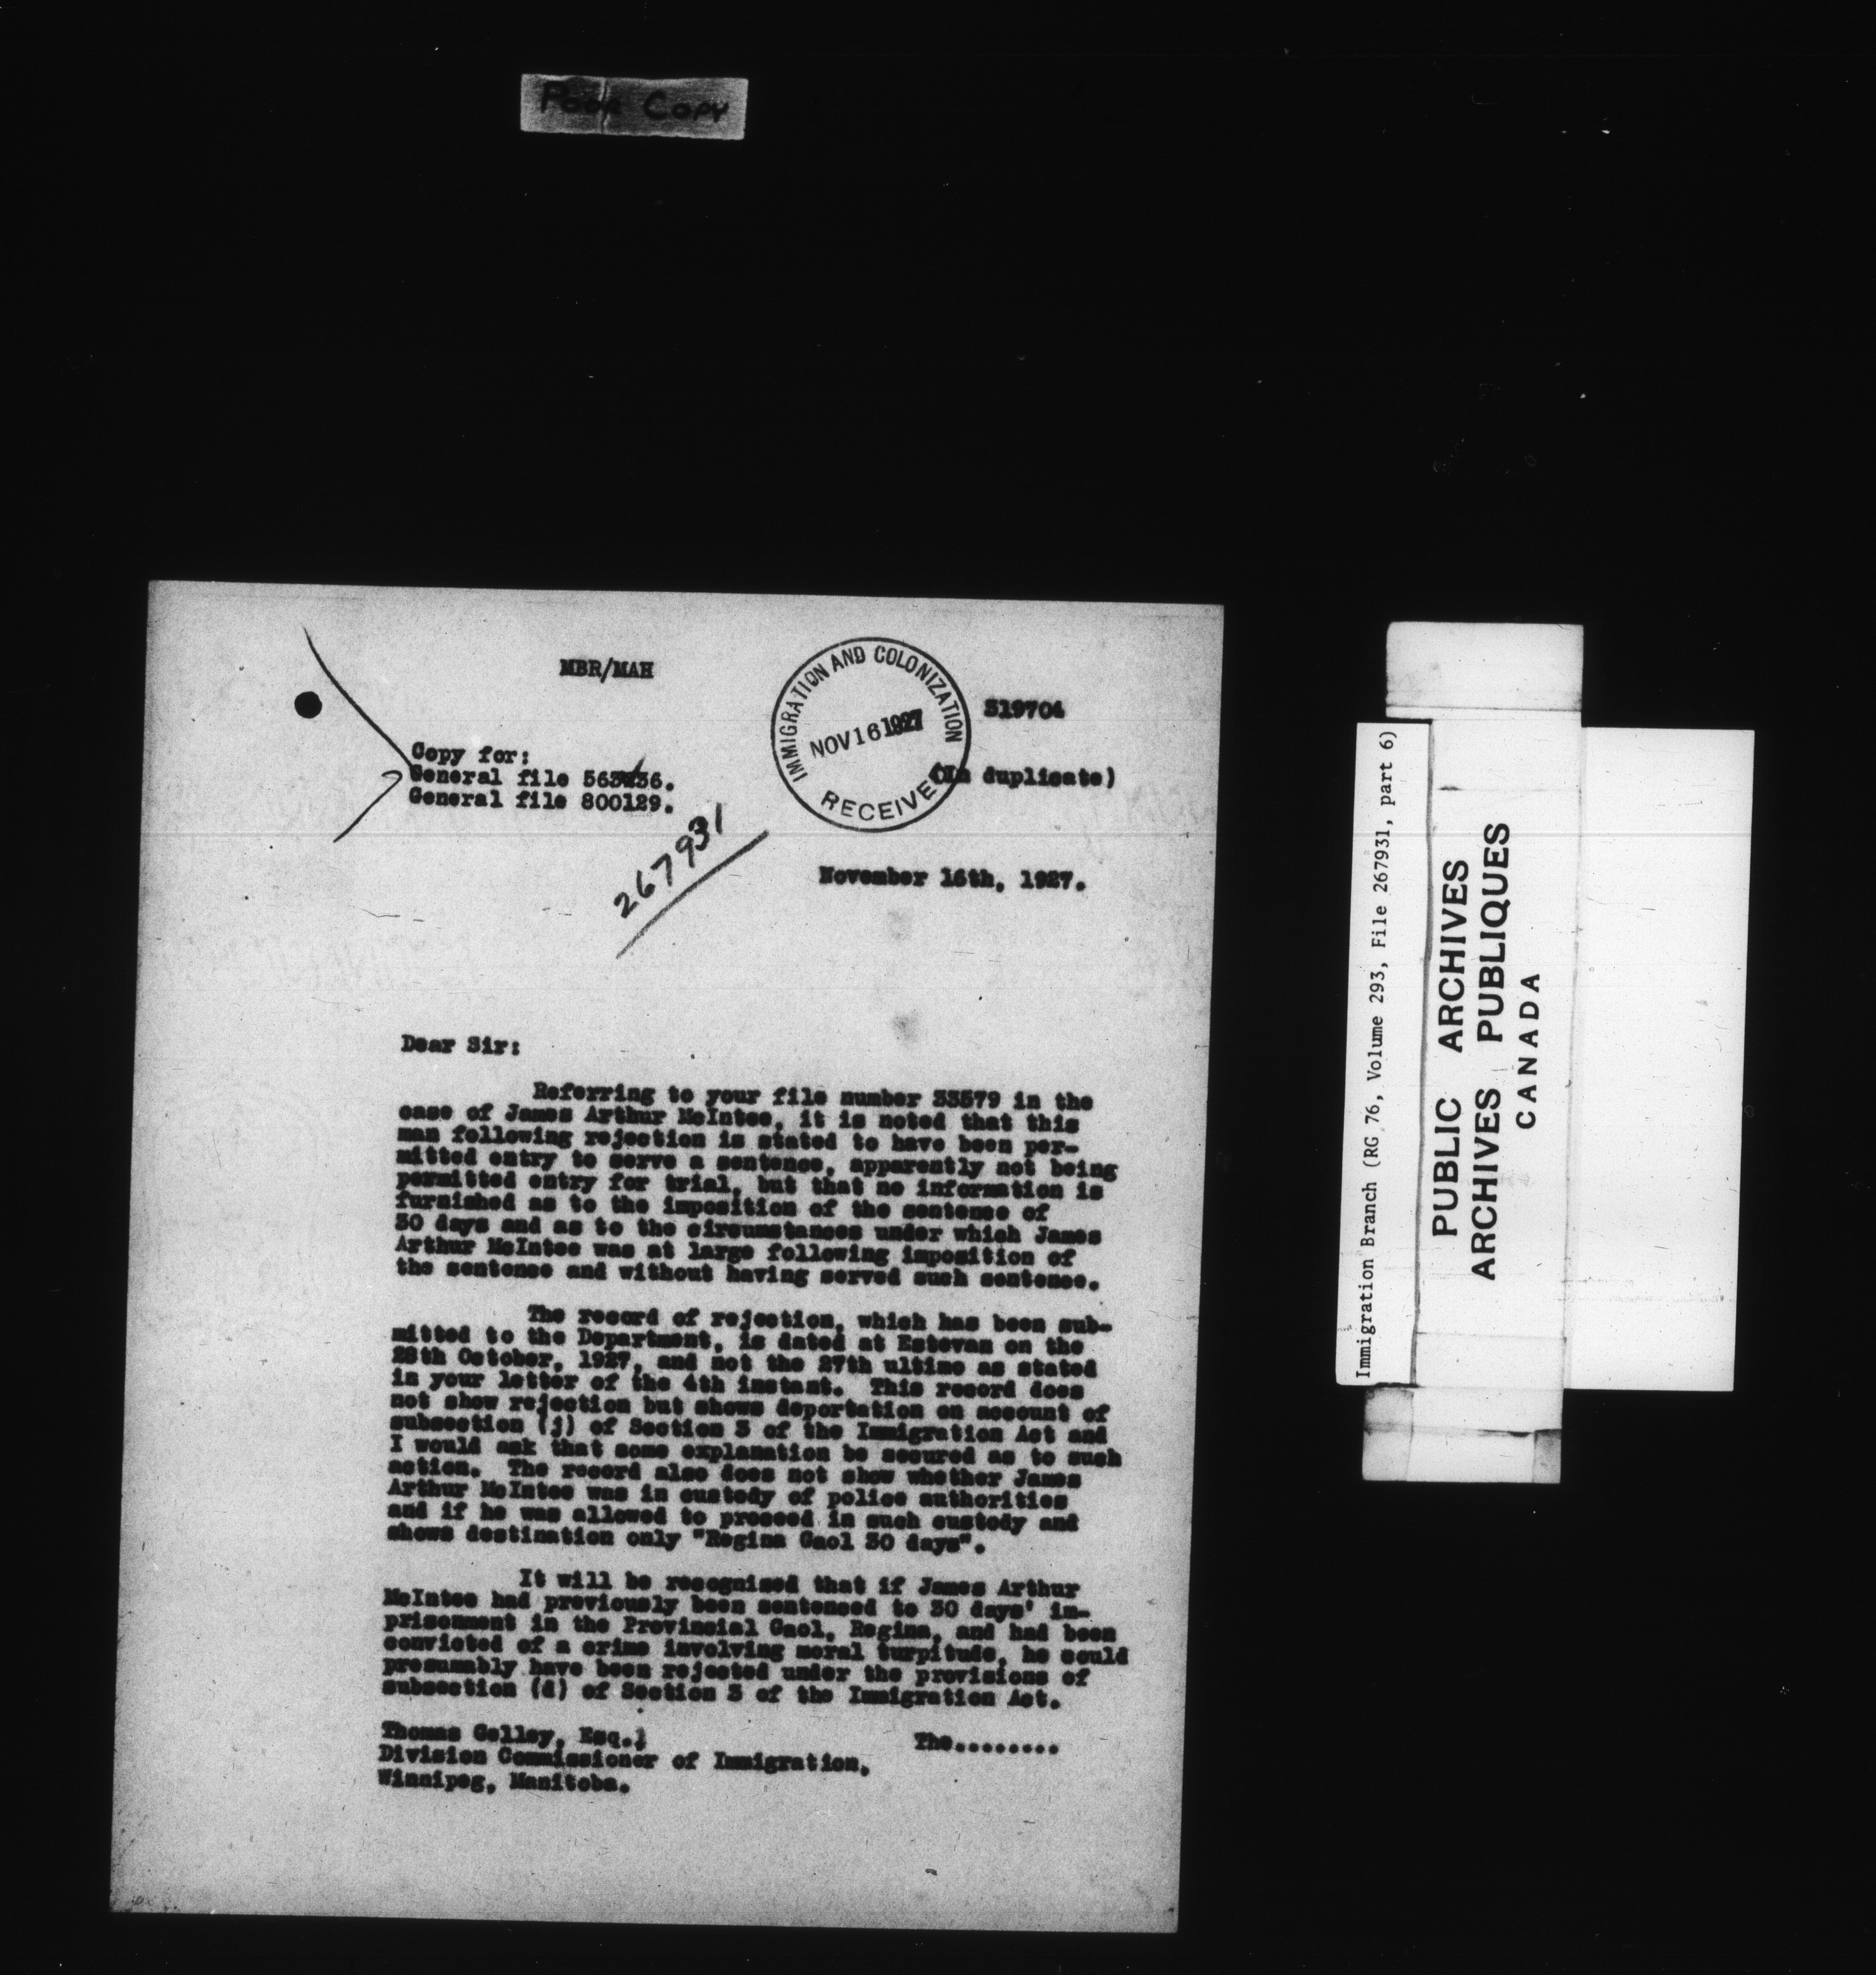 Poor Copy
MBR/MAH
IMMIGRATION AND COLONIZATION
NOV 16 1927
RECEIVED
319704
(In duplicate)
Copy for:
General file 563236.
General file 800129.
267931
November 16th, 1927.
Dear Sir:
Referring to your file number 33579 in the
case of James Arthur McIntee, it is noted that this
man following rejection is stated to have been per-
mitted entry to serve a sentence, apparently not being
permitted entry for trial, but that no information is
furnished as to the imposition of the sentence of
30 days and as to the circumstances under which James
Arthur McIntee was at large following imposition of
the sentence and without having served such sentence.
The record of rejection, which has been sub-
mitted to the Department, is dated at Estevan on the
28th October, 1927, and not the 27th ultimo as stated
in your letter of the 4th instant. This record does
not show rejection but shows deportation on account of
subsection (j) of Section 3 of the Immigration Act and
I would ask that some explanation be secured as to such
action. The record also does not show whether James
Arthur McIntee was in custody of police authorities
and if he was allowed to proceed in such custody and
shows destination only "Regina Gaol 30 days".
It will be recognised that if James Arthur
McIntee had previously been sentenced to 30 days' im-
prisonment in the Provincial Gaol, Regina, and had been
convicted of a crime involving moral turpitude, he could
presumably have been rejected under the provisions of
subsection (d) of Section 3 of the Immigration Act.
The.........
Thomas Gelley, Esq.,
Division Commissioner of Immigration,
Winnipeg, Manitoba.
Immigration Branch (RG 76, Volume 293, File 267931, part 6)
PUBLIC ARCHIVES
ARCHIVES PUBLIQUES
CANADA